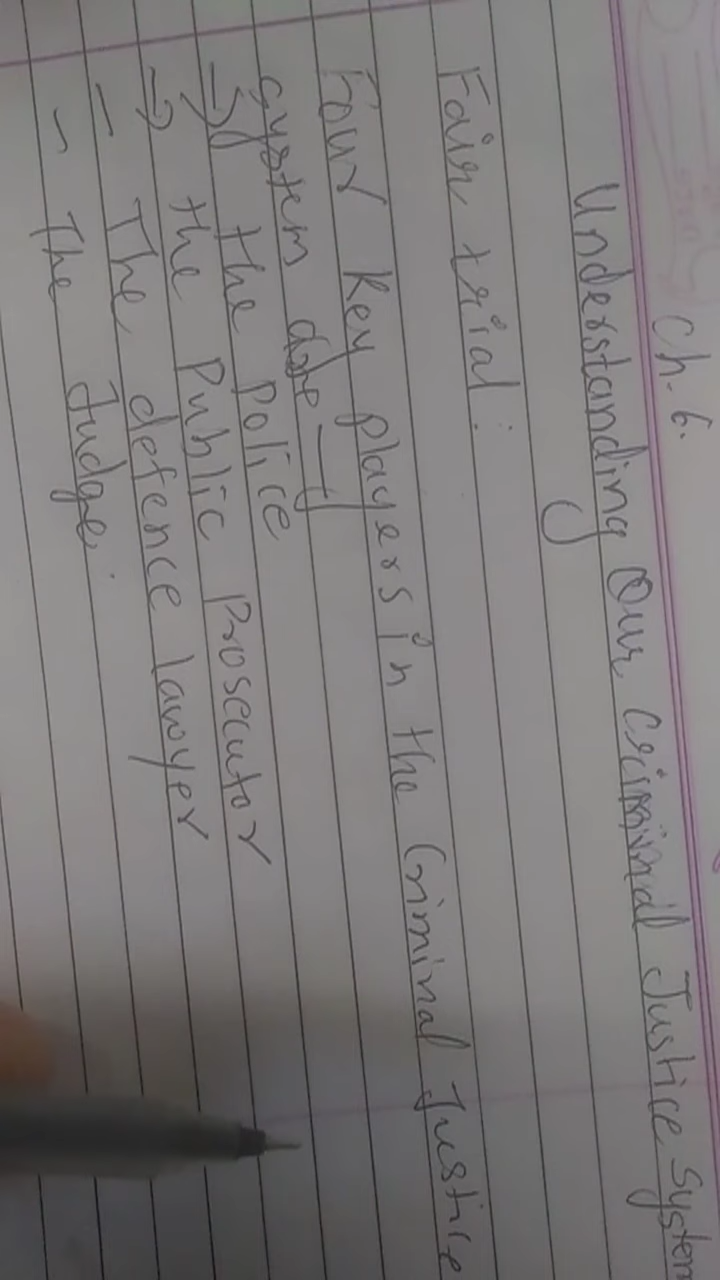 Ch. 6.
Understanding Our Criminal Justice System
Fair trial:
Four key players in the Criminal Justice
system are —
→ the police
→ the Public Prosecutor
- The defence lawyer
- The Judge.